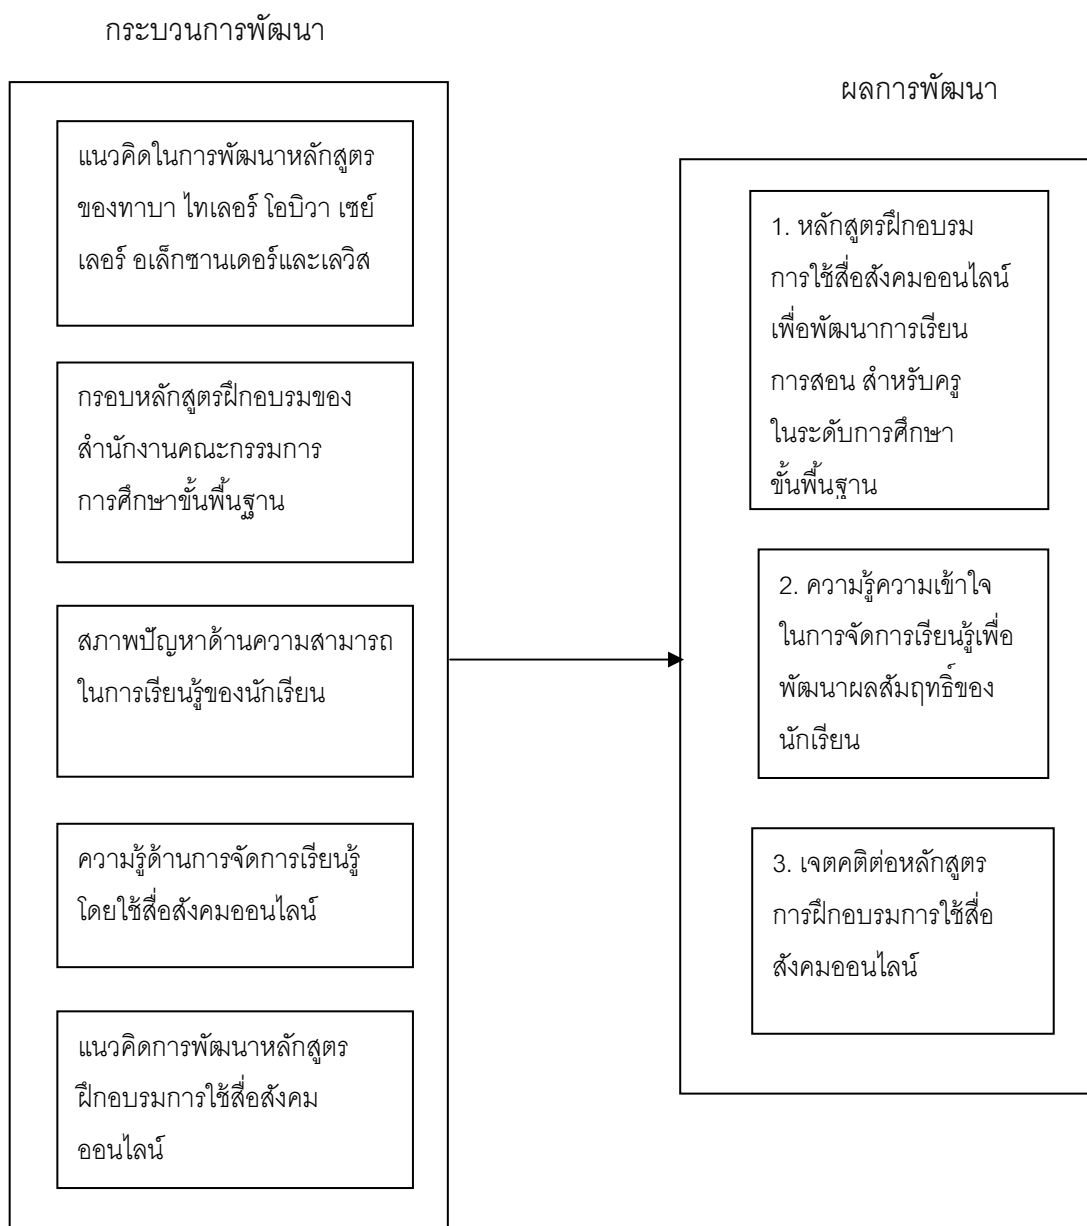 กระบวนการพัฒนา
แนวคิดในการพัฒนาหลักสูตร
ของทาบา ไทเลอร์ โอบิวา เซย์
เลอร์ อเล็กซานเดอร์และเลวิส
กรอบหลักสูตรฝึกอบรมของ
สำนักงานคณะกรรมการ
การศึกษาขั้นพื้นฐาน
สภาพปัญหาด้านความสามารถ
ในการเรียนรู้ของนักเรียน
ความรู้ด้านการจัดการเรียนรู้
โดยใช้สื่อสังคมออนไลน์
แนวคิดการพัฒนาหลักสูตร
ฝึกอบรมการใช้สื่อสังคม
ออนไลน์
ผลการพัฒนา
1. หลักสูตรฝึกอบรม
การใช้สื่อสังคมออนไลน์
เพื่อพัฒนาการเรียน
การสอน สำหรับครู
ในระดับการศึกษา
ขั้นพื้นฐาน
2. ความรู้ความเข้าใจ
ในการจัดการเรียนรู้เพื่อ
พัฒนาผลสัมฤทธิ์ของ
นักเรียน
3. เจตคติต่อหลักสูตร
การฝึกอบรมการใช้สื่อ
สังคมออนไลน์